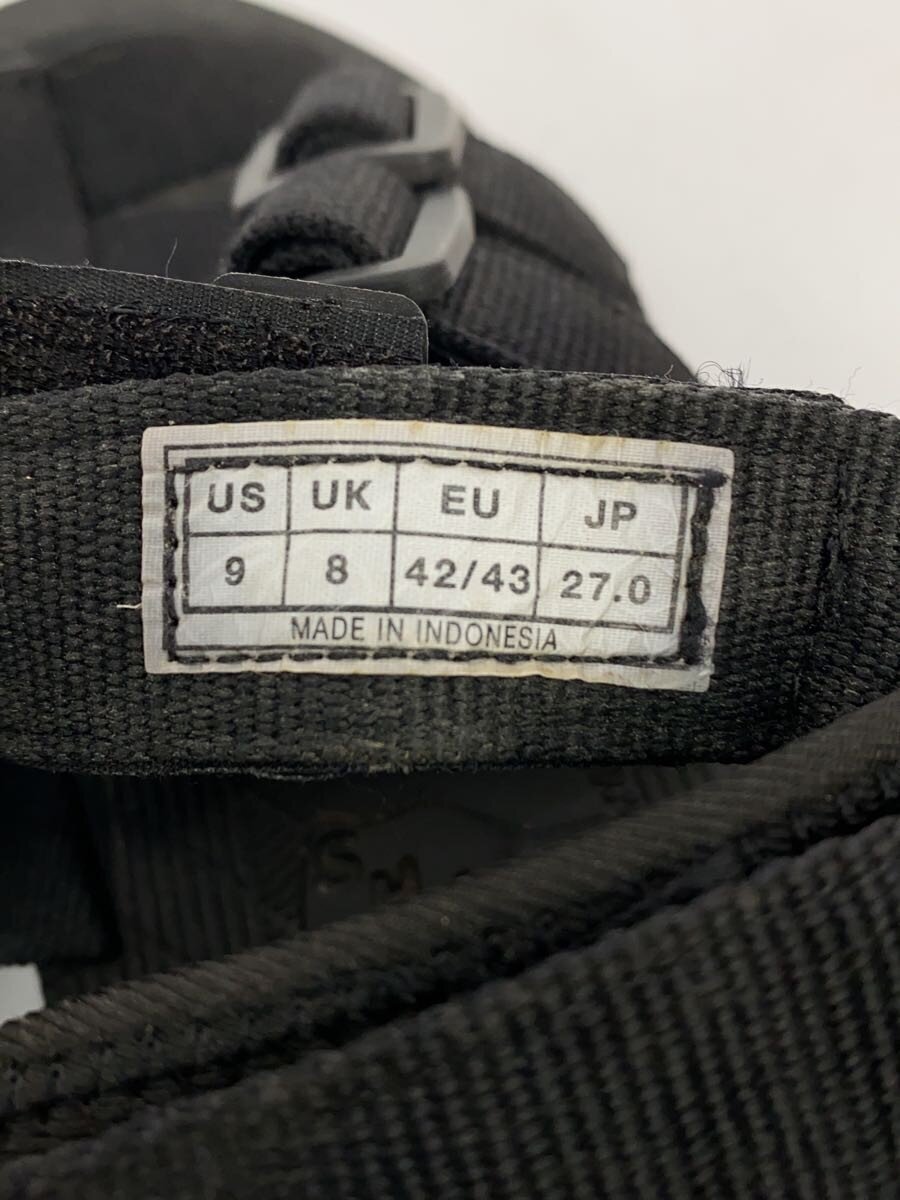 US UK EU JP
9 8 42/43 27.0
MADE IN INDONESIA